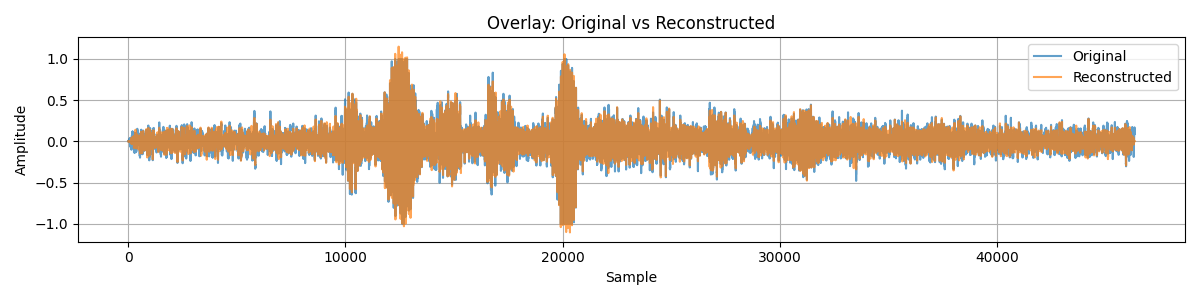 Overlay: Original vs Reconstructed
Original
Reconstructed
Amplitude
1.0
0.5
0.0
−0.5
−1.0
0
10000
20000
30000
40000
Sample